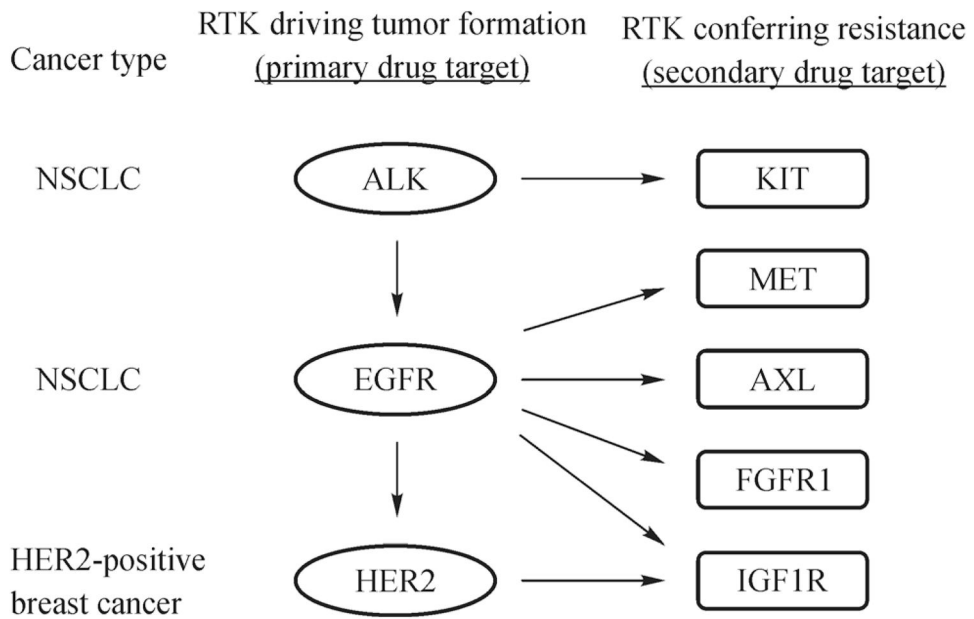 Cancer type
RTK driving tumor formation
(primary drug target)
RTK conferring resistance
(secondary drug target)
NSCLC
ALK
KIT
MET
NSCLC
EGFR
AXL
FGFR1
HER2-positive
breast cancer
HER2
IGF1R